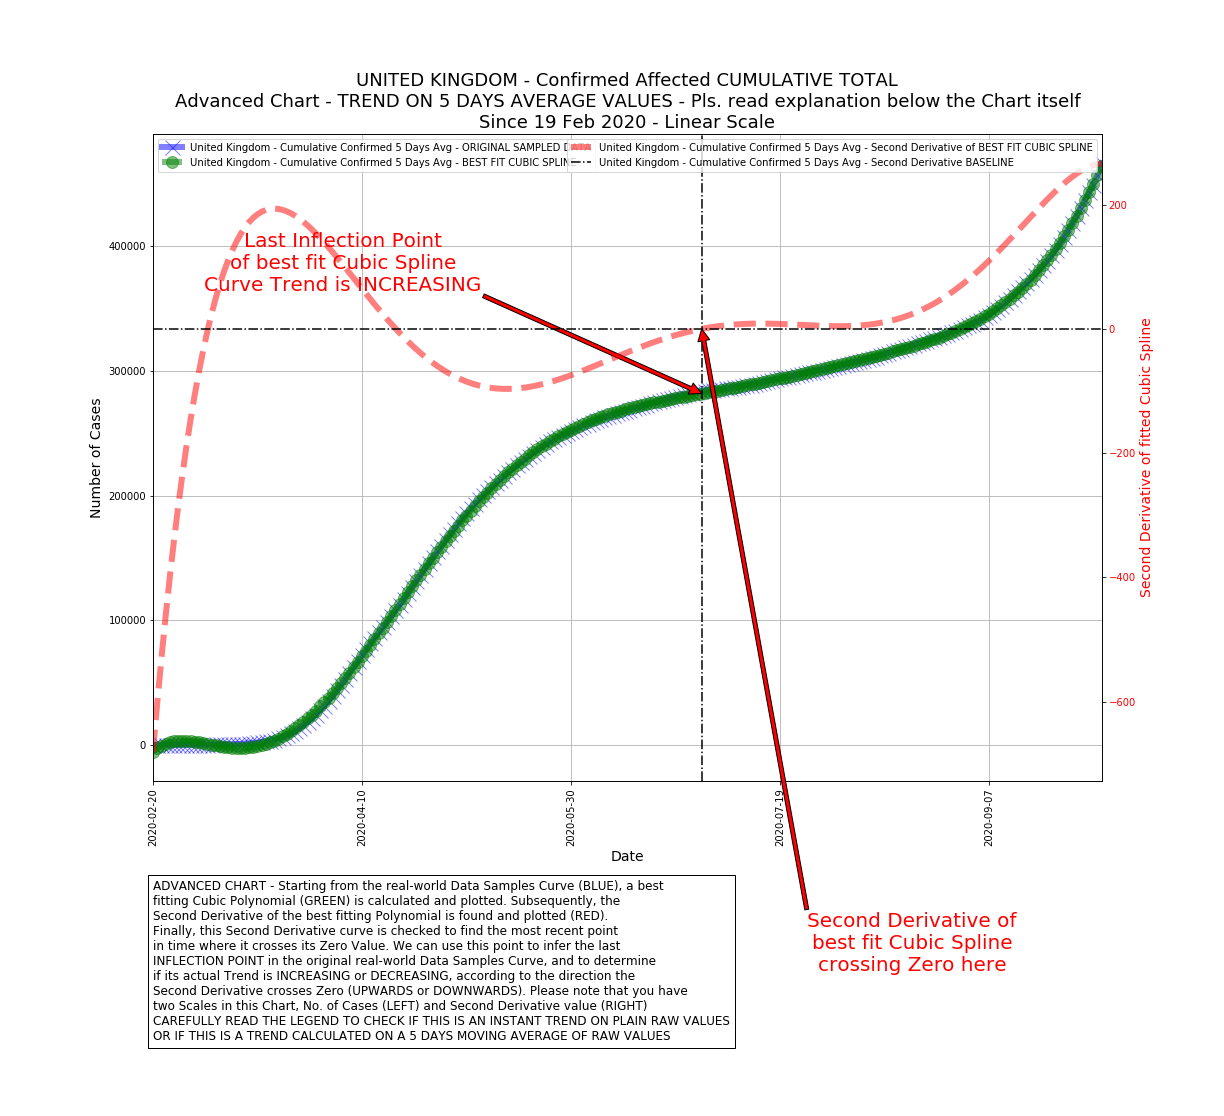 UNITED KINGDOM - Confirmed Affected CUMULATIVE TOTAL
Advanced Chart - TREND ON 5 DAYS AVERAGE VALUES - Pls. read explanation below the Chart itself
Since 19 Feb 2020 - Linear Scale
United Kingdom - Cumulative Confirmed 5 Days Avg - ORIGINAL SAMPLED DATA
United Kingdom - Cumulative Confirmed 5 Days Avg - BEST FIT CUBIC SPLINE
United Kingdom - Cumulative Confirmed 5 Days Avg - Second Derivative of BEST FIT CUBIC SPLINE
United Kingdom - Cumulative Confirmed 5 Days Avg - Second Derivative BASELINE
Last Inflection Point
of best fit Cubic Spline
Curve Trend is INCREASING
Number of Cases
400000
300000
200000
100000
0
200
0
−200
−400
−600
Second Derivative of fitted Cubic Spline
2020-02-20
2020-04-10
2020-05-30
2020-07-19
2020-09-07
Date
ADVANCED CHART - Starting from the real-world Data Samples Curve (BLUE), a best
fitting Cubic Polynomial (GREEN) is calculated and plotted. Subsequently, the
Second Derivative of the best fitting Polynomial is found and plotted (RED).
Finally, this Second Derivative curve is checked to find the most recent point
in time where it crosses its Zero Value. We can use this point to infer the last
INFLECTION POINT in the original real-world Data Samples Curve, and to determine
if its actual Trend is INCREASING or DECREASING, according to the direction the
Second Derivative crosses Zero (UPWARDS or DOWNWARDS). Please note that you have
two Scales in this Chart, No. of Cases (LEFT) and Second Derivative value (RIGHT)
CAREFULLY READ THE LEGEND TO CHECK IF THIS IS AN INSTANT TREND ON PLAIN RAW VALUES
OR IF THIS IS A TREND CALCULATED ON A 5 DAYS MOVING AVERAGE OF RAW VALUES
Second Derivative of
best fit Cubic Spline
crossing Zero here